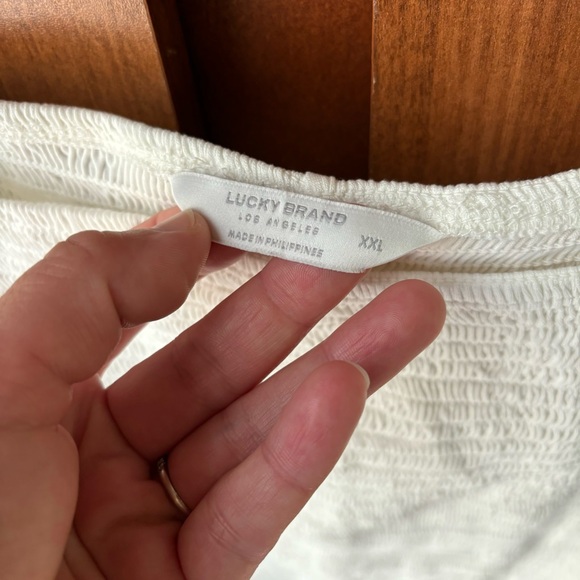 LUCKY BRAND
LOS ANGELES
MADE IN PHILIPPINES
XXL